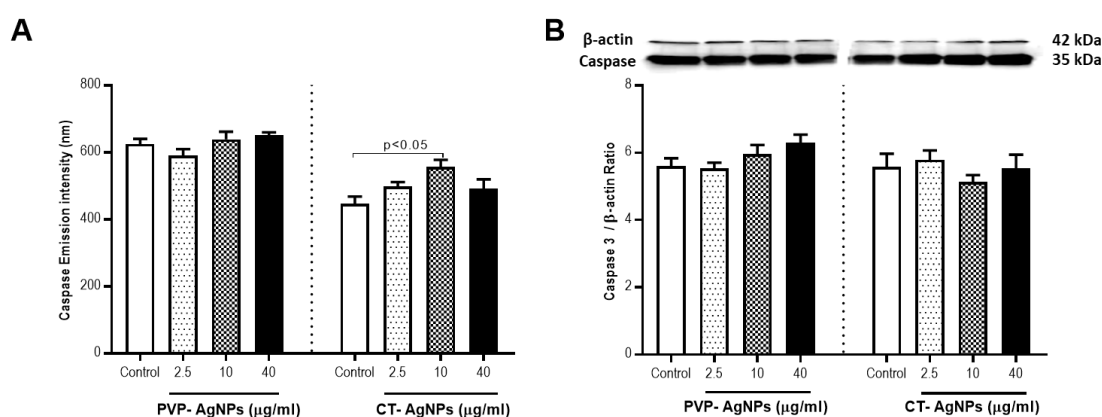 A
Caspase Emission intensity (nm)
800
600
400
200
0
p<0.05
Control 2.5 10 40 Control 2.5 10 40
PVP- AgNPs (μg/ml) CT- AgNPs (μg/ml)
B
β-actin 42 kDa
Caspase 35 kDa
Caspase 3 / β-actin Ratio
8
6
4
2
0
Control 2.5 10 40 Control 2.5 10 40
PVP- AgNPs (μg/ml) CT- AgNPs (μg/ml)